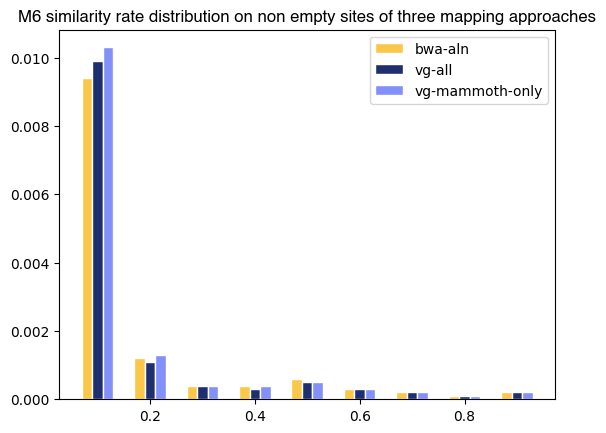 M6 similarity rate distribution on non empty sites of three mapping approaches
bwa-aln
vg-all
vg-mammoth-only
0.010
0.008
0.006
0.004
0.002
0.000
0.2 0.4 0.6 0.8